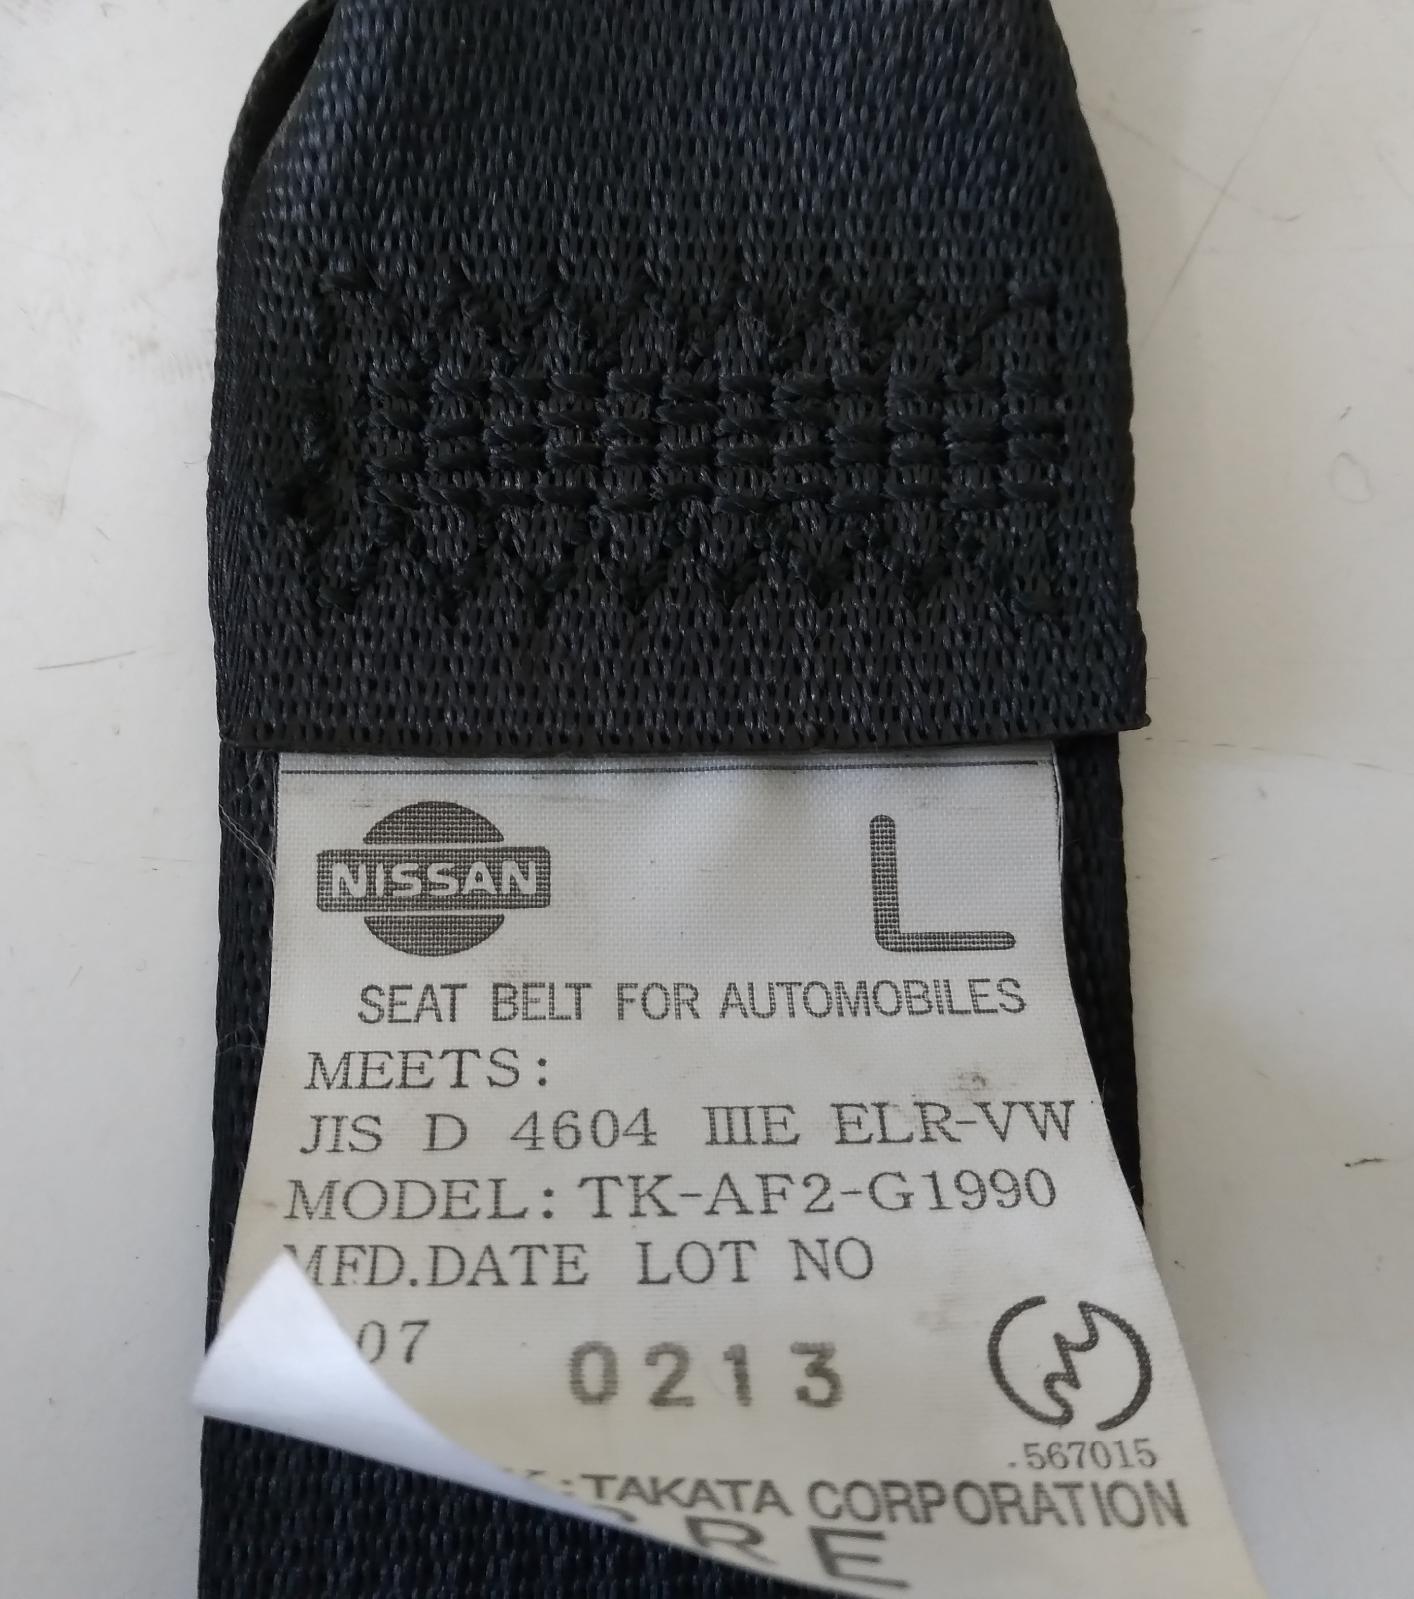 NISSAN L
SEAT BELT FOR AUTOMOBILES
MEETS:
JIS D 4604 IIIE ELR-VW
MODEL: TK-AF2-G1990
MFD.DATE LOT NO
07 0213
.567015
:TAKATA CORPORATION
RE